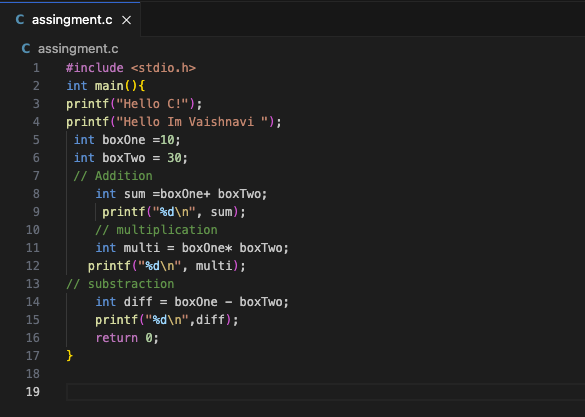 C assingment.c ×
C assingment.c
1 #include <stdio.h>
2 int main(){
3 printf("Hello C!");
4 printf("Hello Im Vaishnavi ");
5 int boxOne =10;
6 int boxTwo = 30;
7 // Addition
8 int sum =boxOne+ boxTwo;
9 printf("%d\n", sum);
10 // multiplication
11 int multi = boxOne* boxTwo;
12 printf("%d\n", multi);
13 // substraction
14 int diff = boxOne - boxTwo;
15 printf("%d\n",diff);
16 return 0;
17 }
18
19